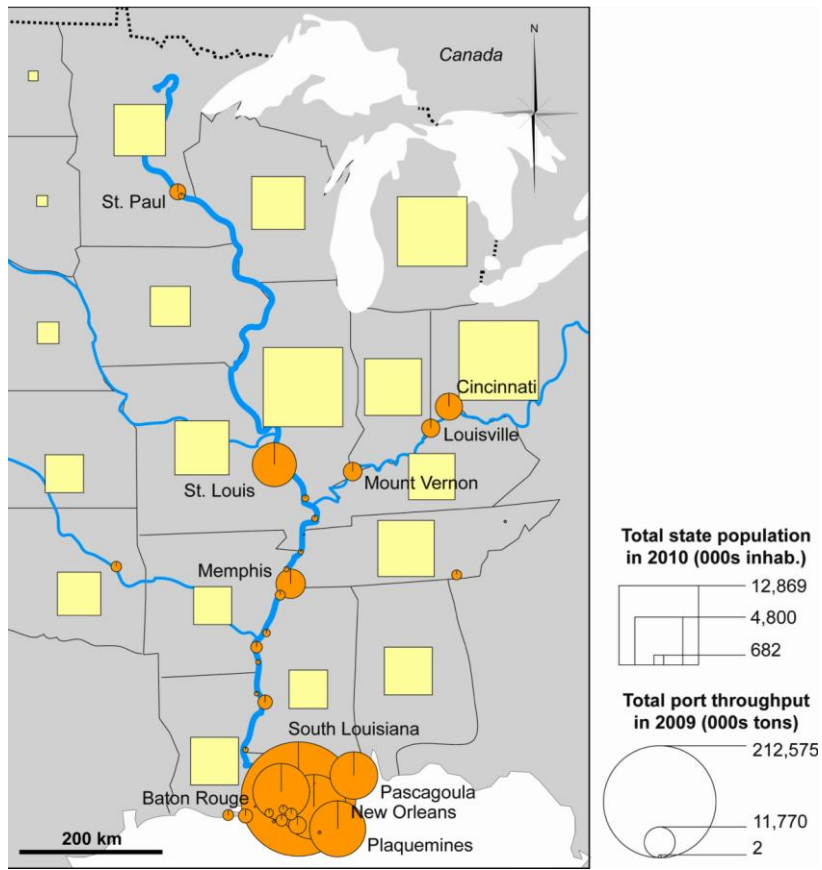 N
Canada
St. Paul
Cincinnati
Louisville
St. Louis
Mount Vernon
Memphis
South Louisiana
Pascagoula
Baton Rouge
New Orleans
Plaquemines
200 km
Total state population
in 2010 (000s inhab.)
12,869
4,800
682
Total port throughput
in 2009 (000s tons)
212,575
11,770
2